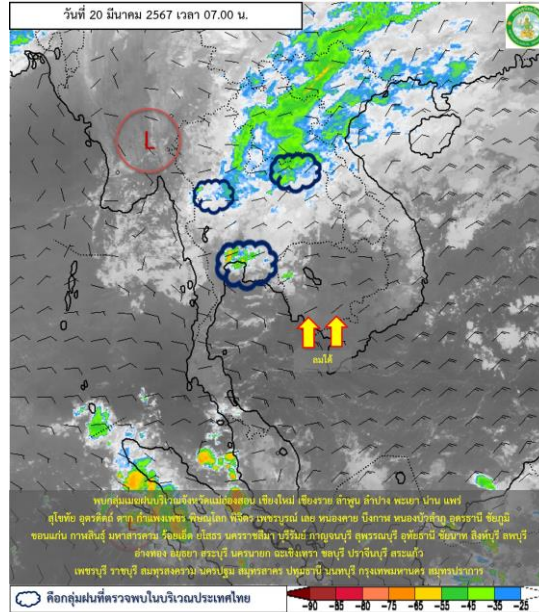 วันที่ 20 มีนาคม 2567 เวลา 07.00 น.
L
ลมใต้
พบกลุ่มเมฆฝนบริเวณจังหวัดแม่ฮ่องสอน เชียงใหม่ เชียงราย ลำพูน ลำปาง พะเยา น่าน แพร่
สุโขทัย อุตรดิตถ์ ตาก กำแพงเพชร พิษณุโลก พิจิตร เพชรบูรณ์ เลย หนองคาย บึงกาฬ หนองบัวลำภู อุดรธานี ชัยภูมิ
ขอนแก่น กาฬสินธุ์ มหาสารคาม ร้อยเอ็ด ยโสธร นครราชสีมา บุรีรัมย์ กาญจนบุรี สุพรรณบุรี อุทัยธานี ชัยนาท สิงห์บุรี ลพบุรี
อ่างทอง อยุธยา สระบุรี นครนายก ฉะเชิงเทรา ชลบุรี ปราจีนบุรี สระแก้ว
เพชรบุรี ราชบุรี สมุทรสงคราม นครปฐม สมุทรสาคร ปทุมธานี นนทบุรี กรุงเทพมหานคร สมุทรปราการ
คือกลุ่มฝนที่ตรวจพบในบริเวณประเทศไทย
-90 -85 -80 -75 -65 -55 -45 -35 -25